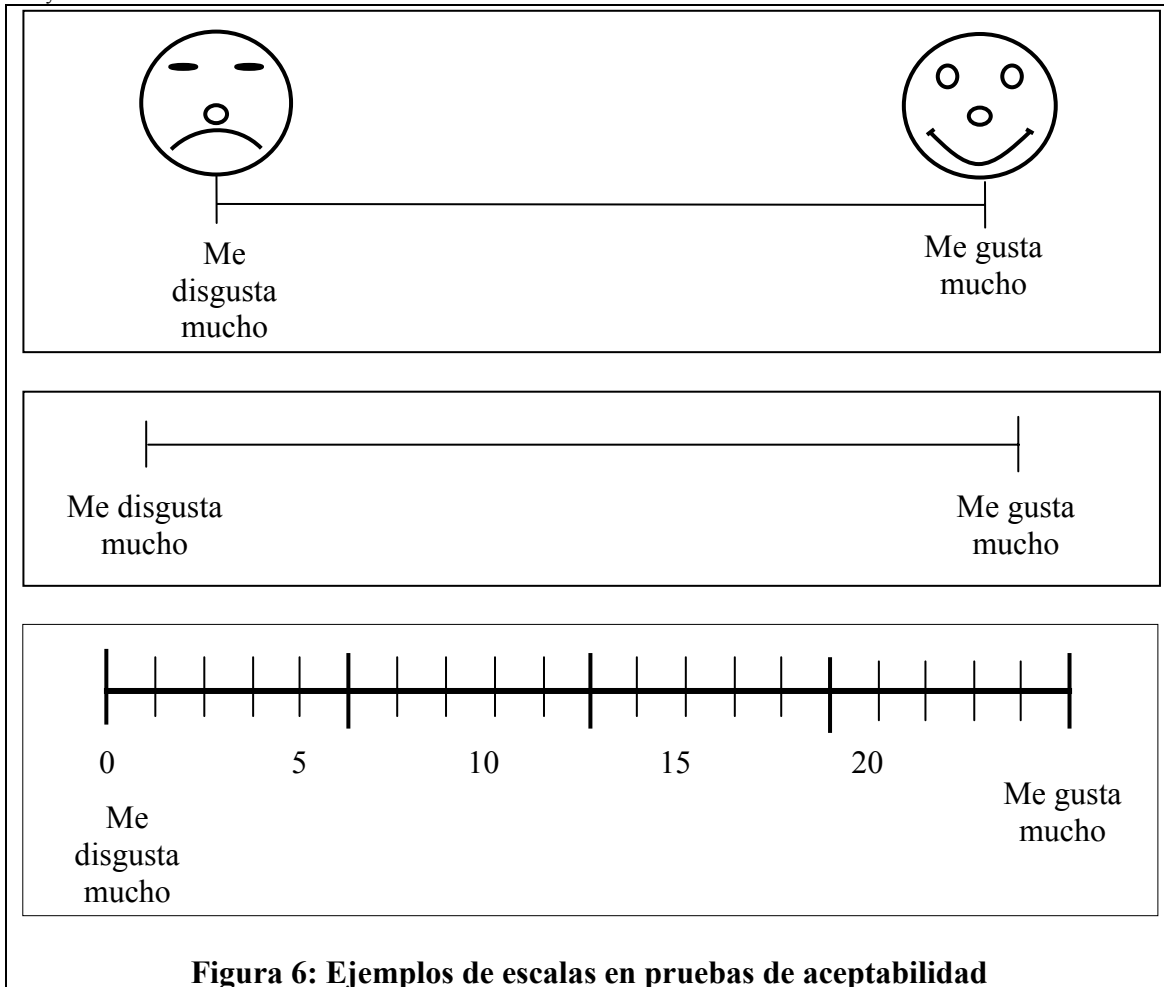 Me
disgusta
mucho
Me gusta
mucho
Me disgusta
mucho
Me gusta
mucho
0 5 10 15 20
Me
disgusta
mucho
Me gusta
mucho
Figura 6: Ejemplos de escalas en pruebas de aceptabilidad